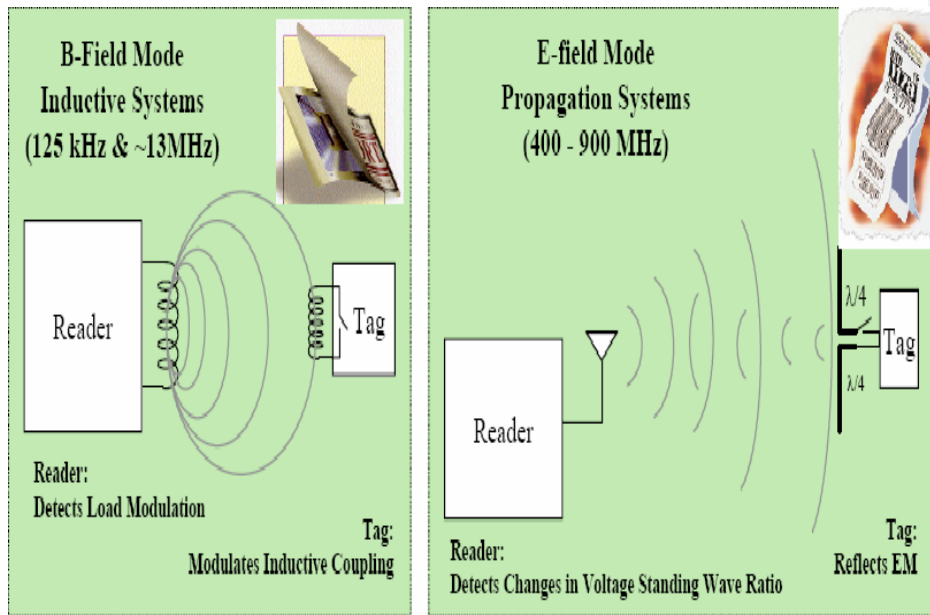 B-Field Mode
Inductive Systems
(125 kHz & ~13MHz)
Reader
Tag
Reader:
Detects Load Modulation
Tag:
Modulates Inductive Coupling
E-field Mode
Propagation Systems
(400 - 900 MHz)
λ/4
Tag
λ/4
Reader
Reader:
Detects Changes in Voltage Standing Wave Ratio
Tag:
Reflects EM